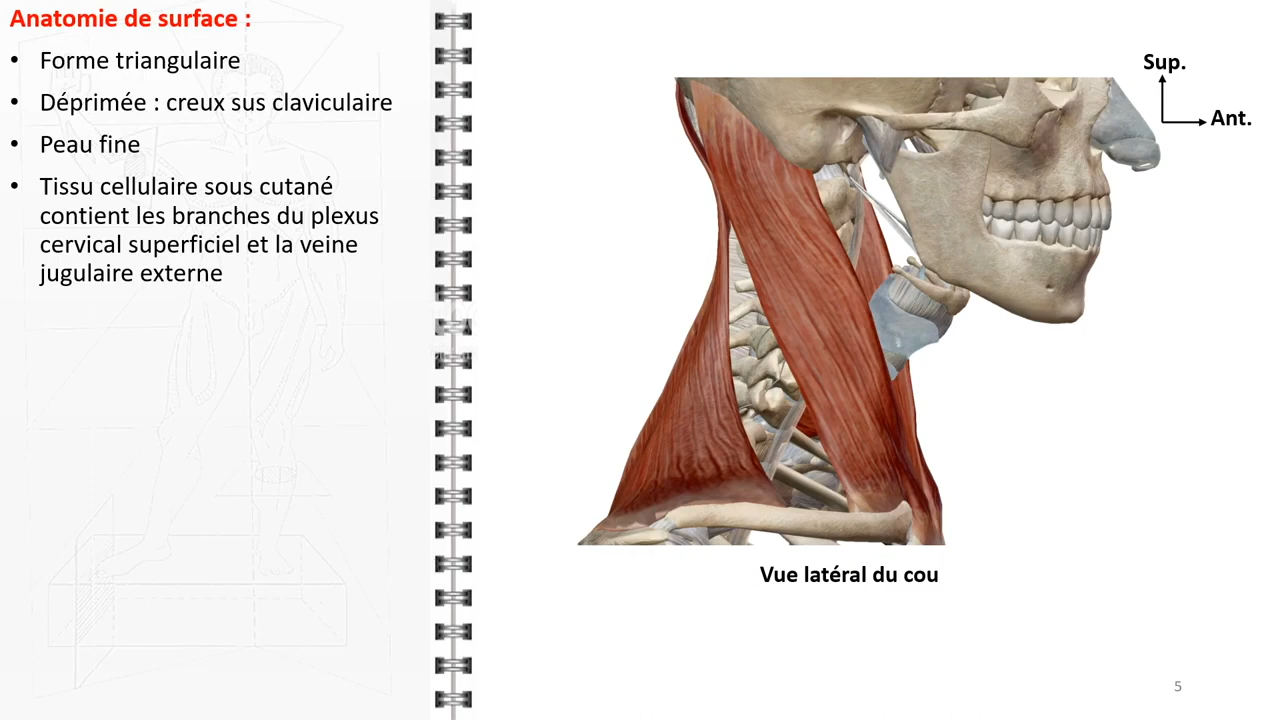 Anatomie de surface :
• Forme triangulaire
• Déprimée : creux sus claviculaire
• Peau fine
• Tissu cellulaire sous cutané
contient les branches du plexus
cervical superficiel et la veine
jugulaire externe
Sup.
Ant.
Vue latéral du cou
5